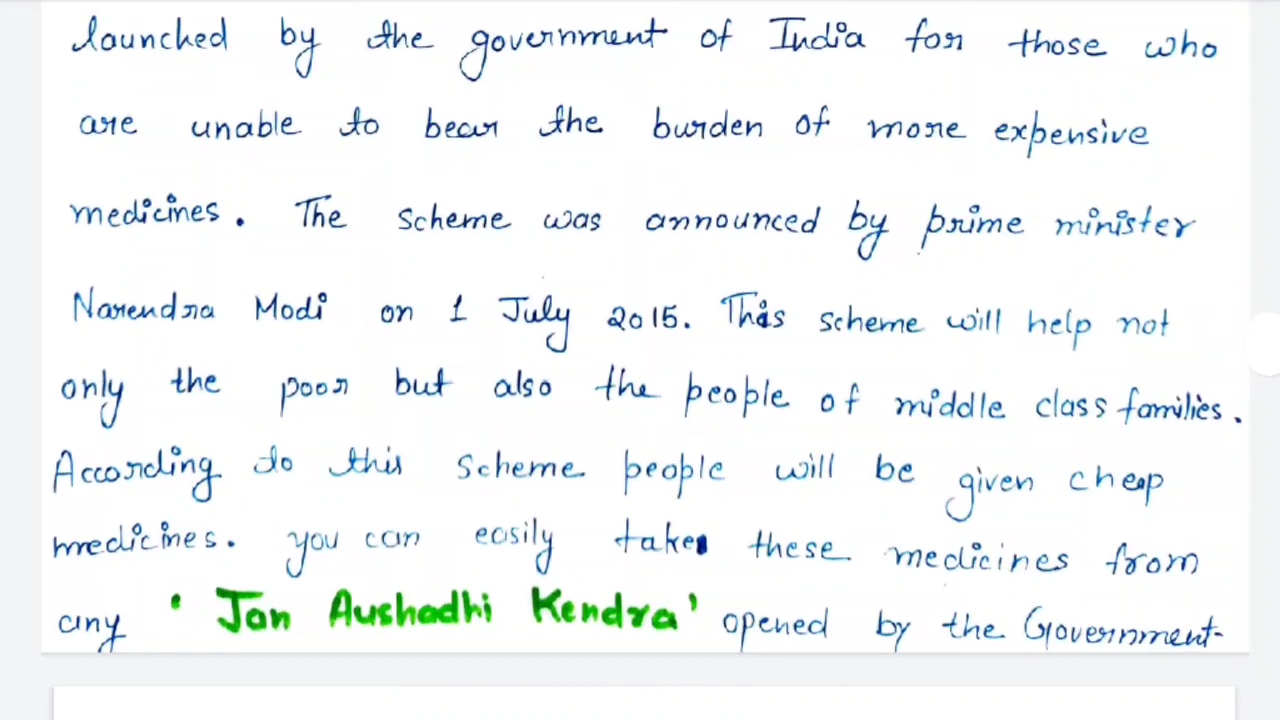 launched by the government of India for those who
are unable to bear the burden of more expensive
medicines. The scheme was announced by prime minister
Narendra Modi on 1 July 2015. This scheme will help not
only the poor but also the people of middle class families.
According to this scheme people will be given cheap
medicines. you can easily take these medicines from
any 'Jan Aushadhi Kendra' opened by the Government-